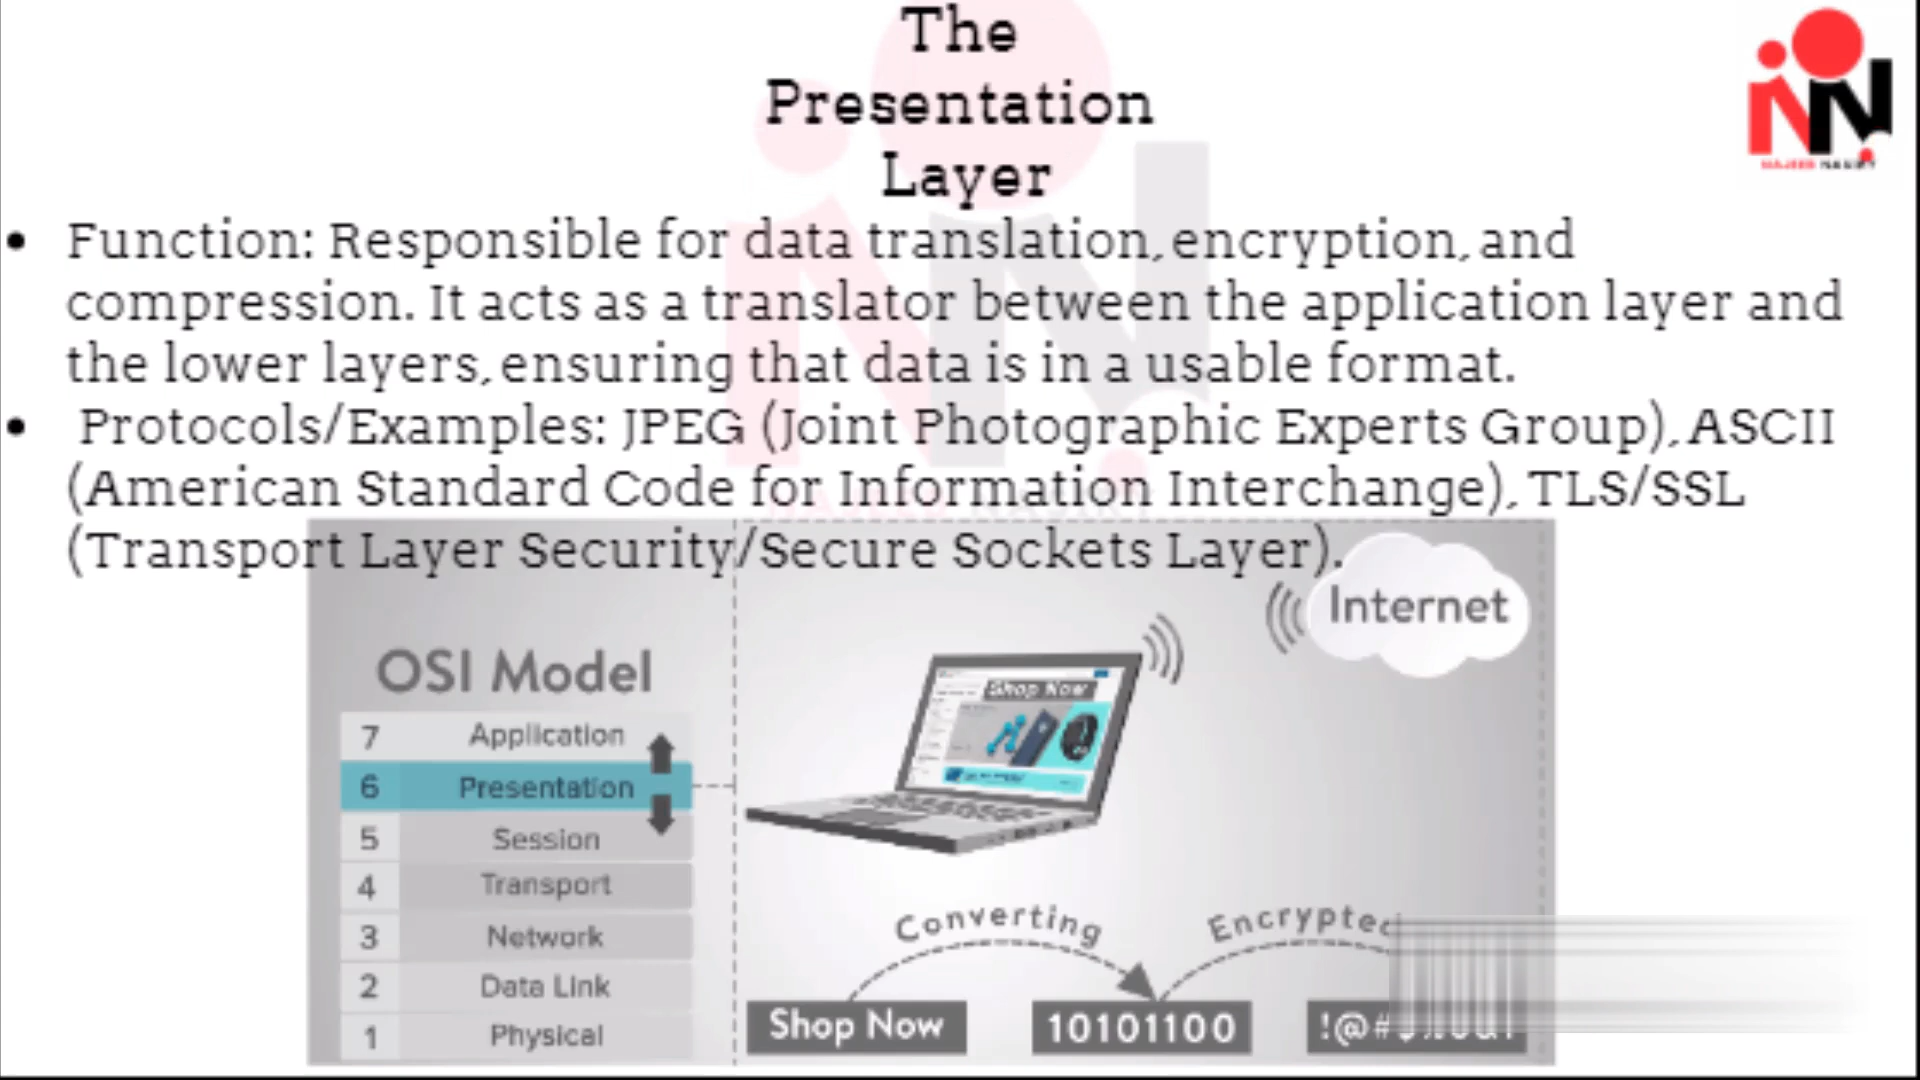 The
Presentation
Layer
NAJEEB NASIRY
• Function: Responsible for data translation, encryption, and
compression. It acts as a translator between the application layer and
the lower layers, ensuring that data is in a usable format.
• Protocols/Examples: JPEG (Joint Photographic Experts Group), ASCII
(American Standard Code for Information Interchange), TLS/SSL
(Transport Layer Security/Secure Sockets Layer).
Internet
OSI Model
7 Application
6 Presentation
5 Session
4 Transport
3 Network
2 Data Link
1 Physical
Shop Now
Converting
Encrypted
Shop Now
10101100